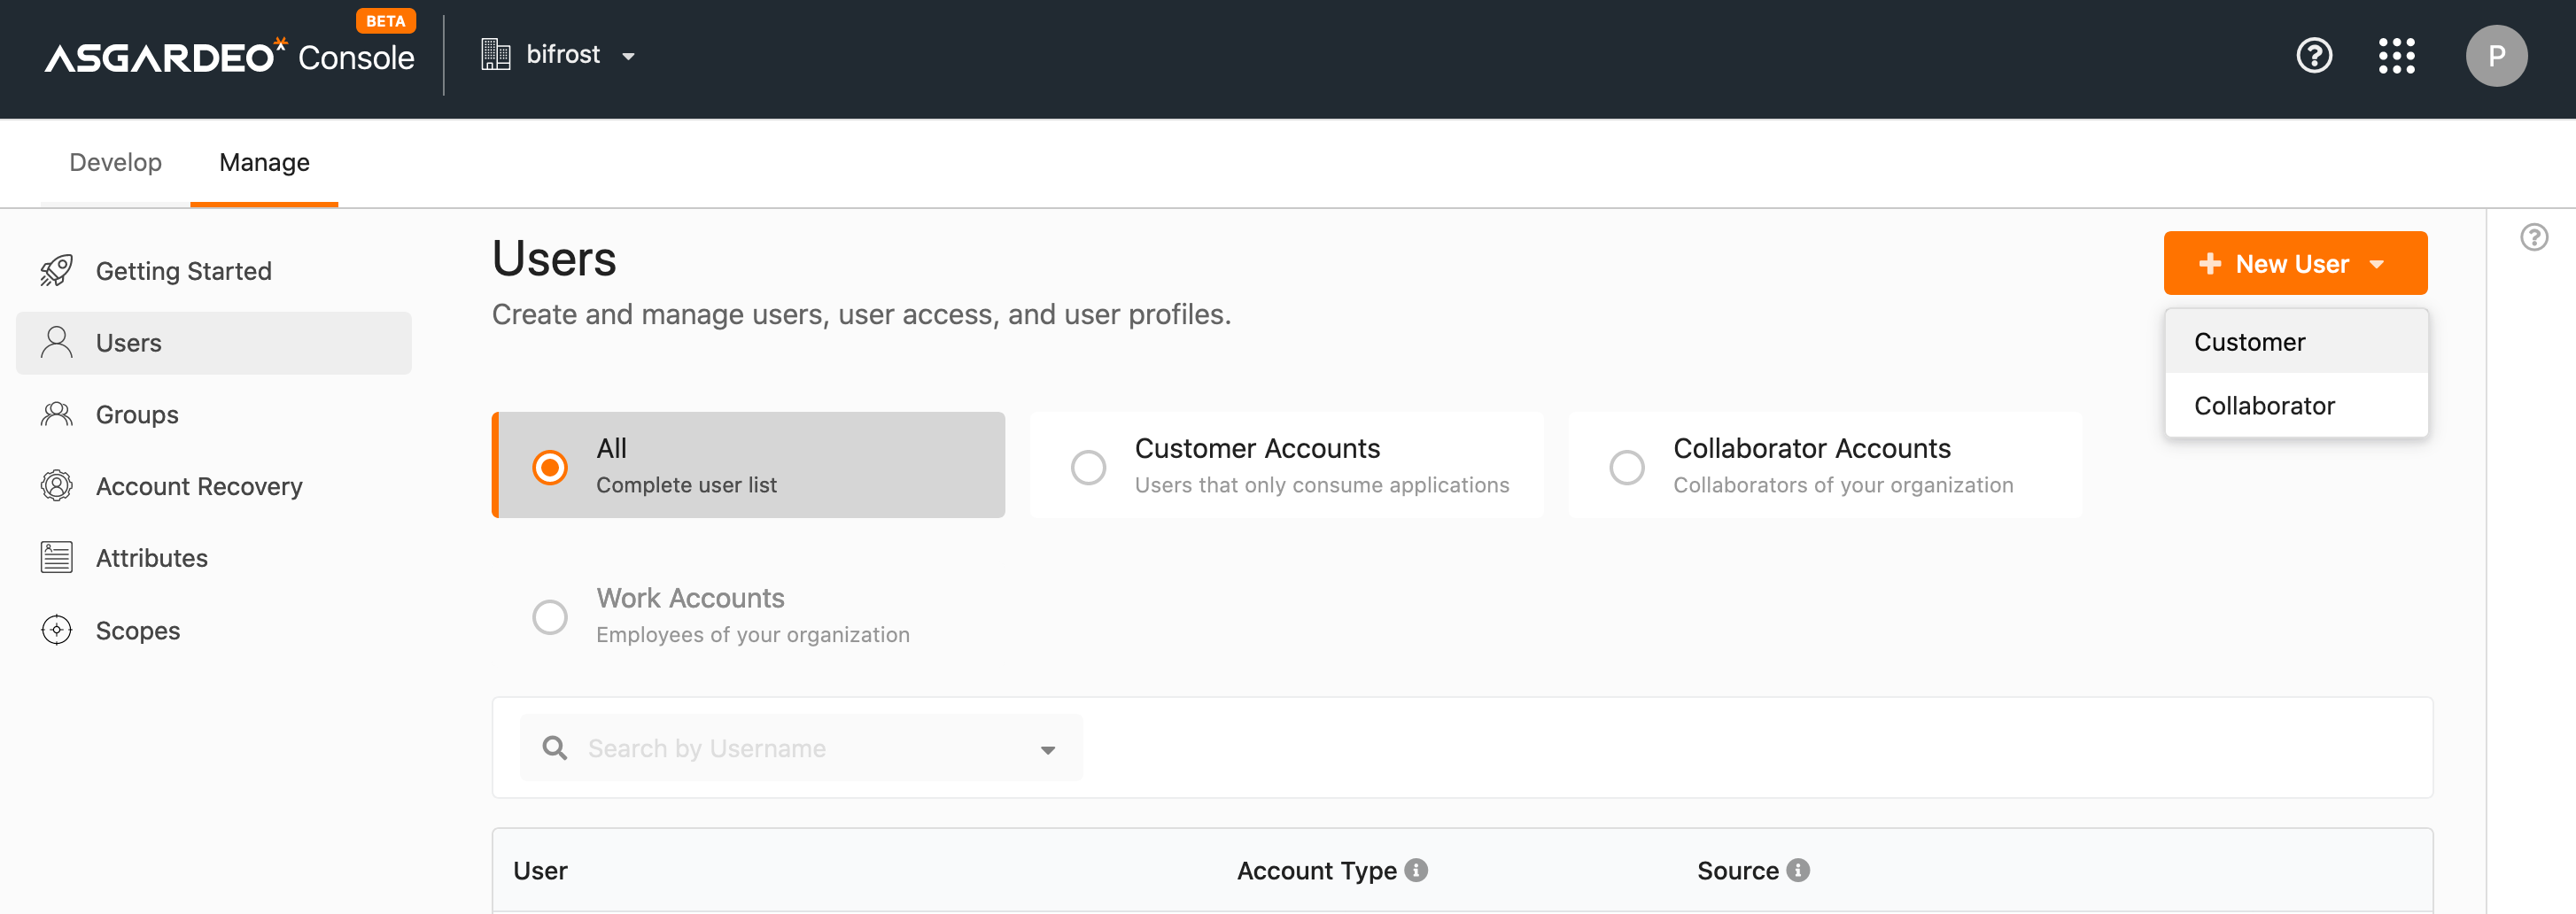 BETA
ASGARDEO Console
bifrost
P
Develop
Manage
Getting Started
Users
Groups
Account Recovery
Attributes
Scopes
Users
Create and manage users, user access, and user profiles.
New User
Customer
Collaborator
All
Complete user list
Customer Accounts
Users that only consume applications
Collaborator Accounts
Collaborators of your organization
Work Accounts
Employees of your organization
Search by Username
User
Account Type
Source